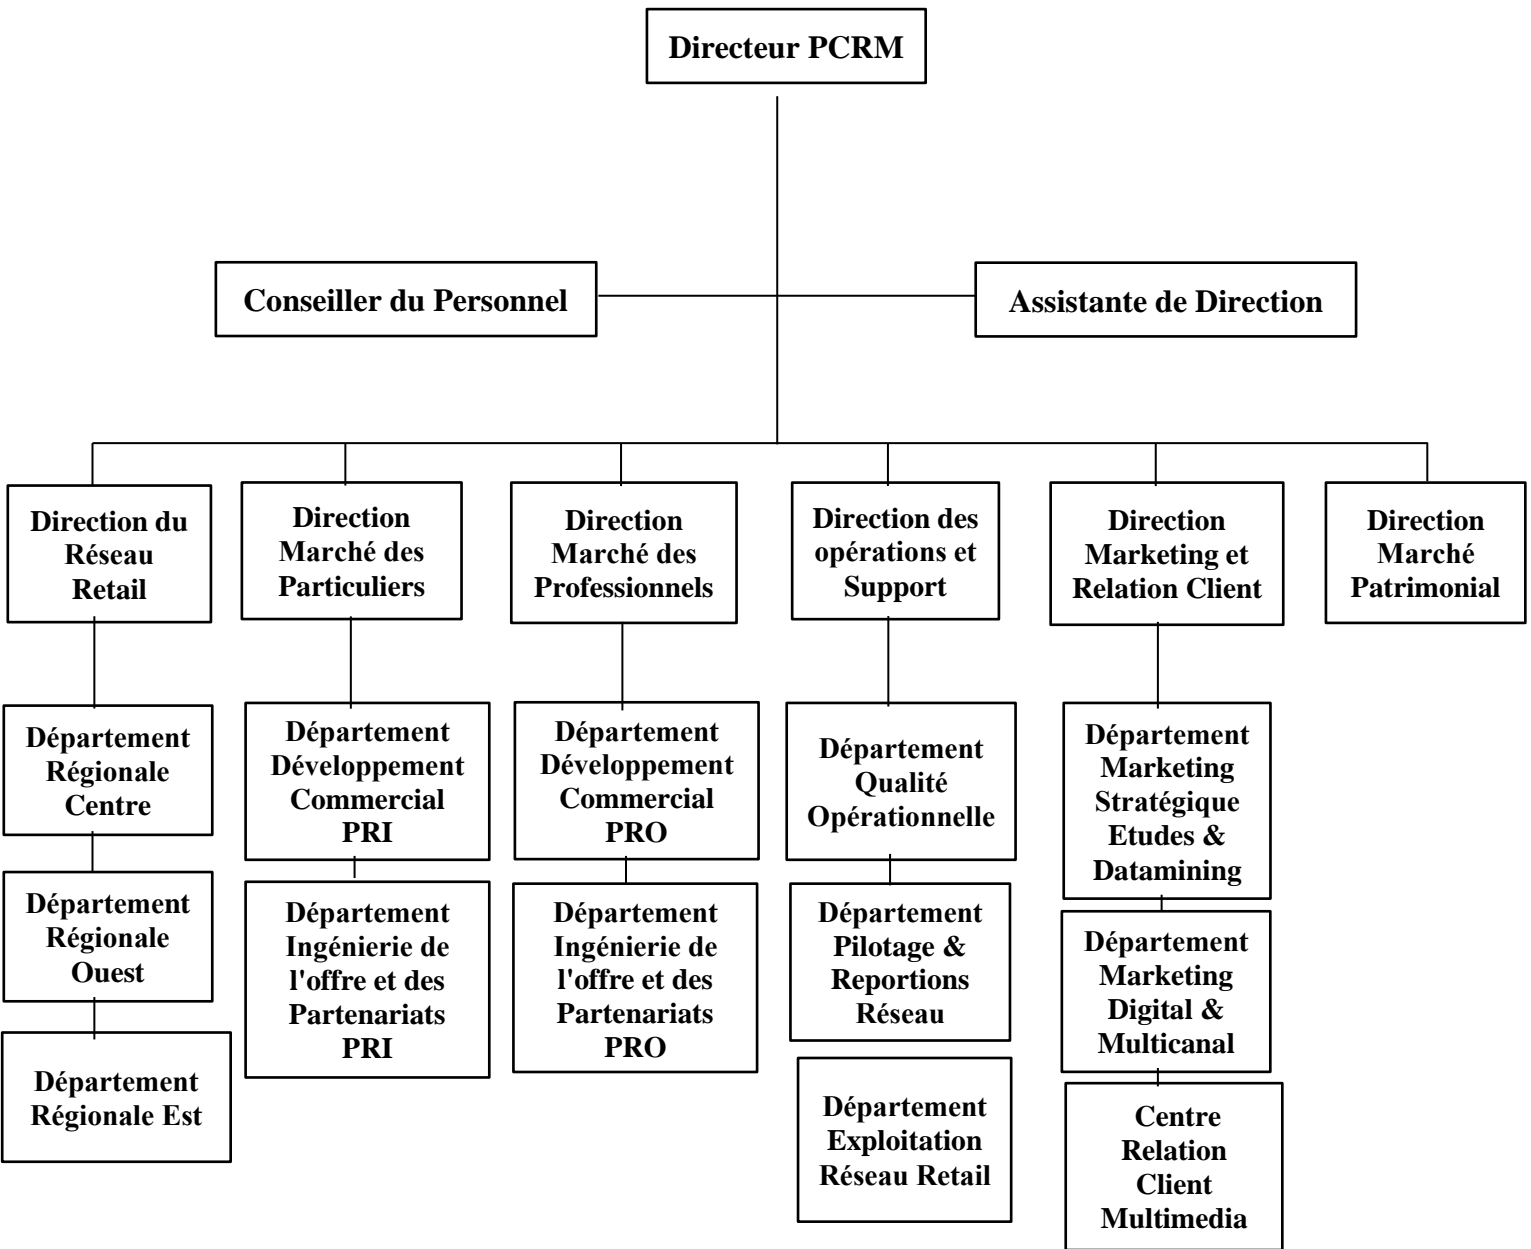 Directeur PCRM
Conseiller du Personnel
Assistante de Direction
Direction du
Réseau
Retail
Direction
Marché des
Particuliers
Direction
Marché des
Professionnels
Direction des
opérations et
Support
Direction
Marketing et
Relation Client
Direction
Marché
Patrimonial
Département
Régionale
Centre
Département
Régionale
Ouest
Département
Régionale Est
Département
Développement
Commercial
PRI
Département
Ingénierie de
l'offre et des
Partenariats
PRI
Département
Développement
Commercial
PRO
Département
Ingénierie de
l'offre et des
Partenariats
PRO
Département
Qualité
Opérationnelle
Département
Pilotage &
Reportions
Réseau
Département
Exploitation
Réseau Retail
Département
Marketing
Stratégique
Etudes &
Datamining
Département
Marketing
Digital &
Multicanal
Centre
Relation
Client
Multimedia